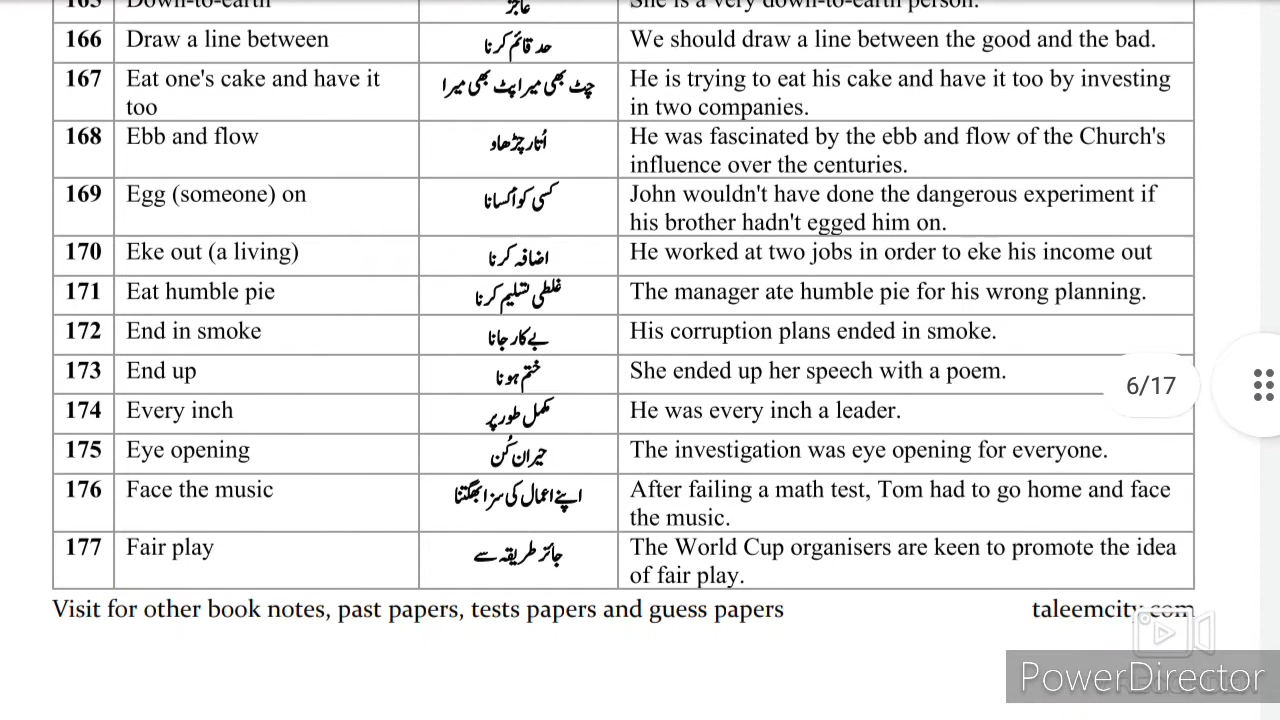 165 Down-to-earth عاجز She is a very down-to-earth person.
166 Draw a line between حد قائم کرنا We should draw a line between the good and the bad.
167 Eat one's cake and have it چٹ بھی میرا پٹ بھی میرا He is trying to eat his cake and have it too by investing
too in two companies.
168 Ebb and flow اُتار چڑھاو He was fascinated by the ebb and flow of the Church's
influence over the centuries.
169 Egg (someone) on کسی کو اُکسانا John wouldn't have done the dangerous experiment if
his brother hadn't egged him on.
170 Eke out (a living) اضافہ کرنا He worked at two jobs in order to eke his income out
171 Eat humble pie غلطی تسلیم کرنا The manager ate humble pie for his wrong planning.
172 End in smoke بے کار جانا His corruption plans ended in smoke.
173 End up ختم ہونا She ended up her speech with a poem.
6/17
174 Every inch مکمل طور پر He was every inch a leader.
175 Eye opening حیران کُن The investigation was eye opening for everyone.
176 Face the music اپنے اعمال کی سزا بھگتنا After failing a math test, Tom had to go home and face
the music.
177 Fair play جائز طریقہ سے The World Cup organisers are keen to promote the idea
of fair play.
Visit for other book notes, past papers, tests papers and guess papers taleemcity.com
PowerDirector